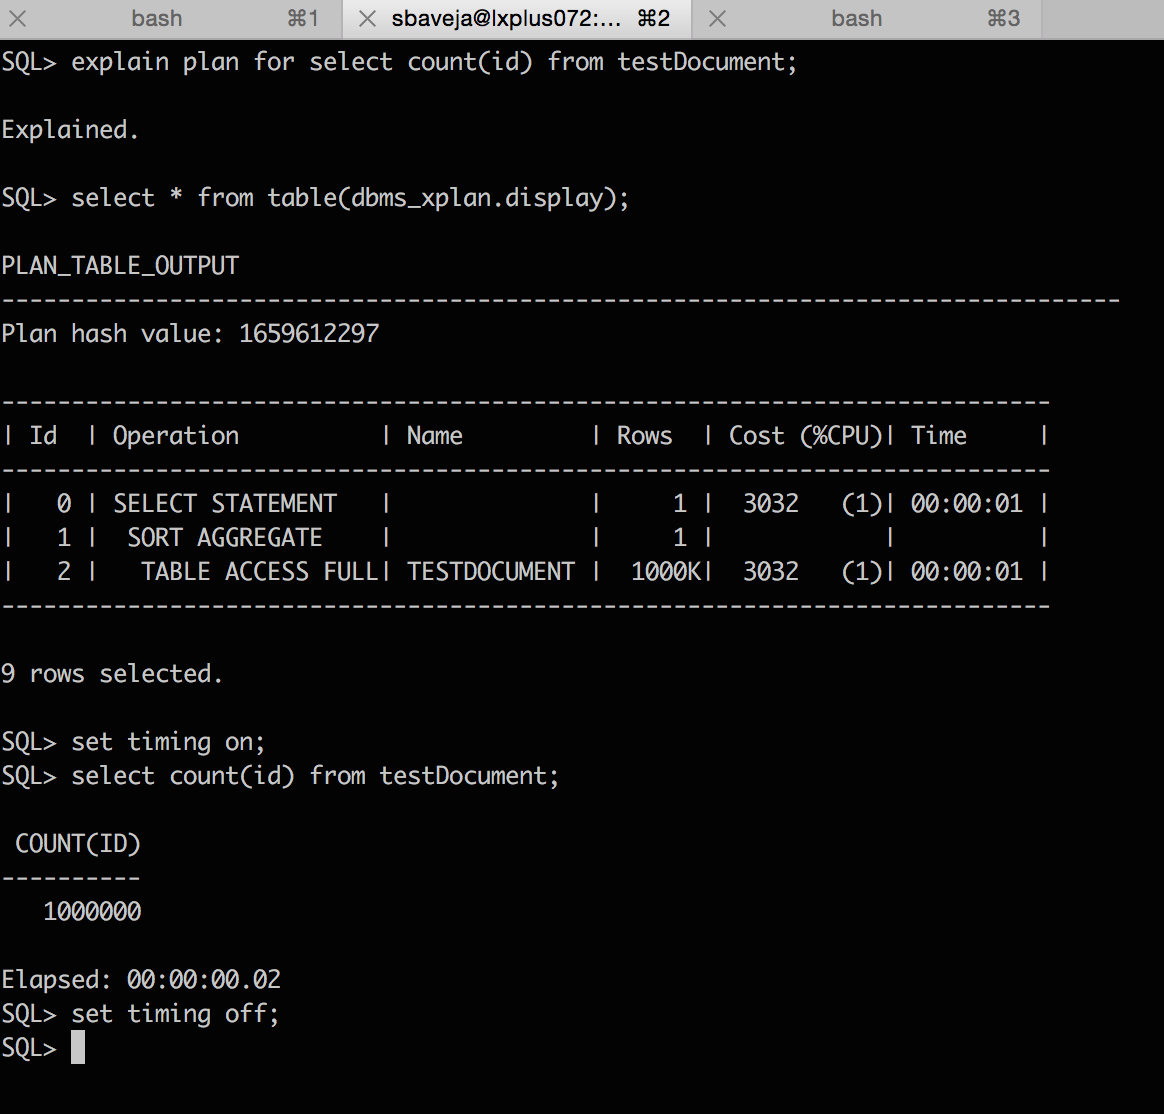 bash ⌘1 sbaveja@lxplus072:... ⌘2 bash ⌘3
SQL> explain plan for select count(id) from testDocument;
Explained.
SQL> select * from table(dbms_xplan.display);
PLAN_TABLE_OUTPUT
--------------------------------------------------------------------------------
Plan hash value: 1659612297
---------------------------------------------------------------------------
| Id  | Operation          | Name         | Rows  | Cost (%CPU)| Time     |
---------------------------------------------------------------------------
|   0 | SELECT STATEMENT   |              |     1 |  3032   (1)| 00:00:01 |
|   1 |  SORT AGGREGATE    |              |     1 |            |          |
|   2 |   TABLE ACCESS FULL| TESTDOCUMENT |  1000K|  3032   (1)| 00:00:01 |
---------------------------------------------------------------------------
9 rows selected.
SQL> set timing on;
SQL> select count(id) from testDocument;
 COUNT(ID)
----------
   1000000
Elapsed: 00:00:00.02
SQL> set timing off;
SQL>